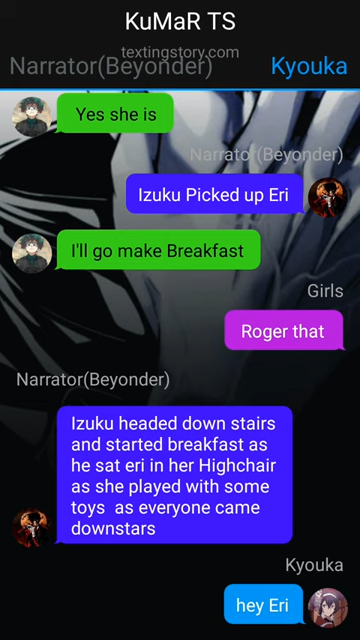 KuMaR TS
textingstory.com
Narrator(Beyonder)
Kyouka
Yes she is
Narrator(Beyonder)
Izuku Picked up Eri
I'll go make Breakfast
Girls
Roger that
Narrator(Beyonder)
Izuku headed down stairs
and started breakfast as
he sat eri in her Highchair
as she played with some
toys as everyone came
downstars
Kyouka
hey Eri